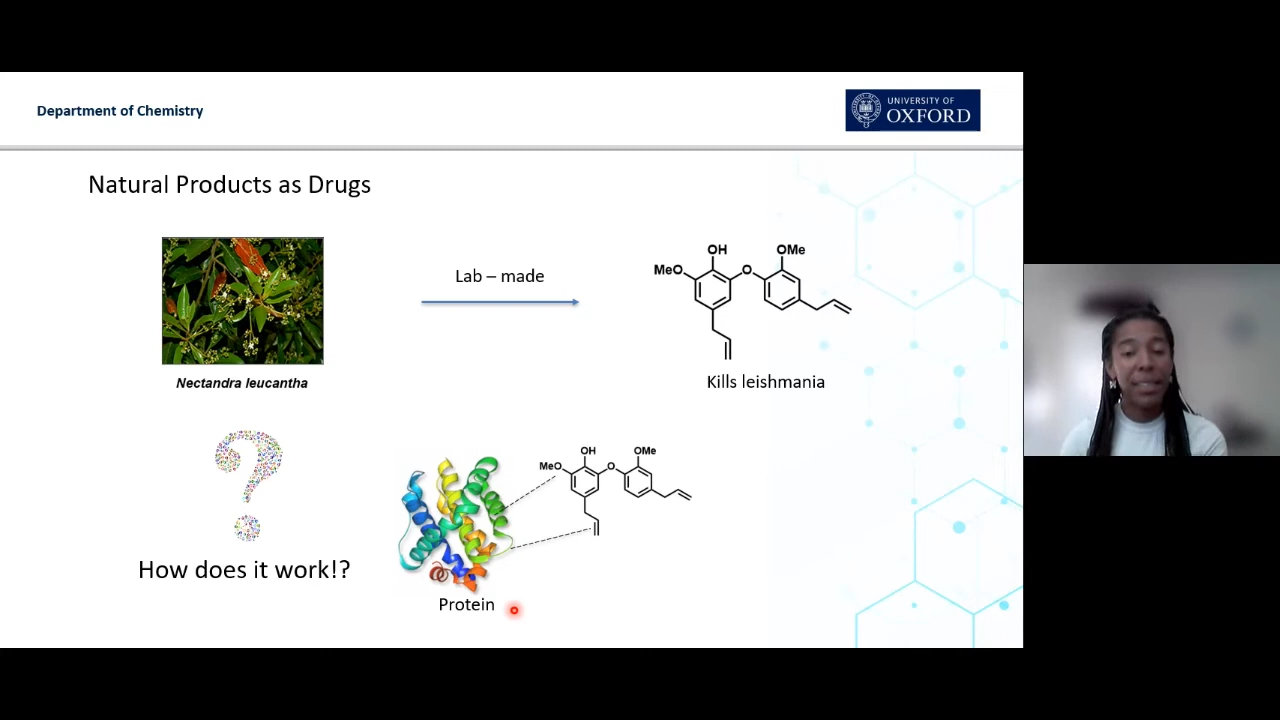 Department of Chemistry
UNIVERSITY OF
OXFORD
Natural Products as Drugs
Lab – made
OH
OMe
MeO
O
Nectandra leucantha
Kills leishmania
OH
OMe
MeO
O
How does it work!?
Protein